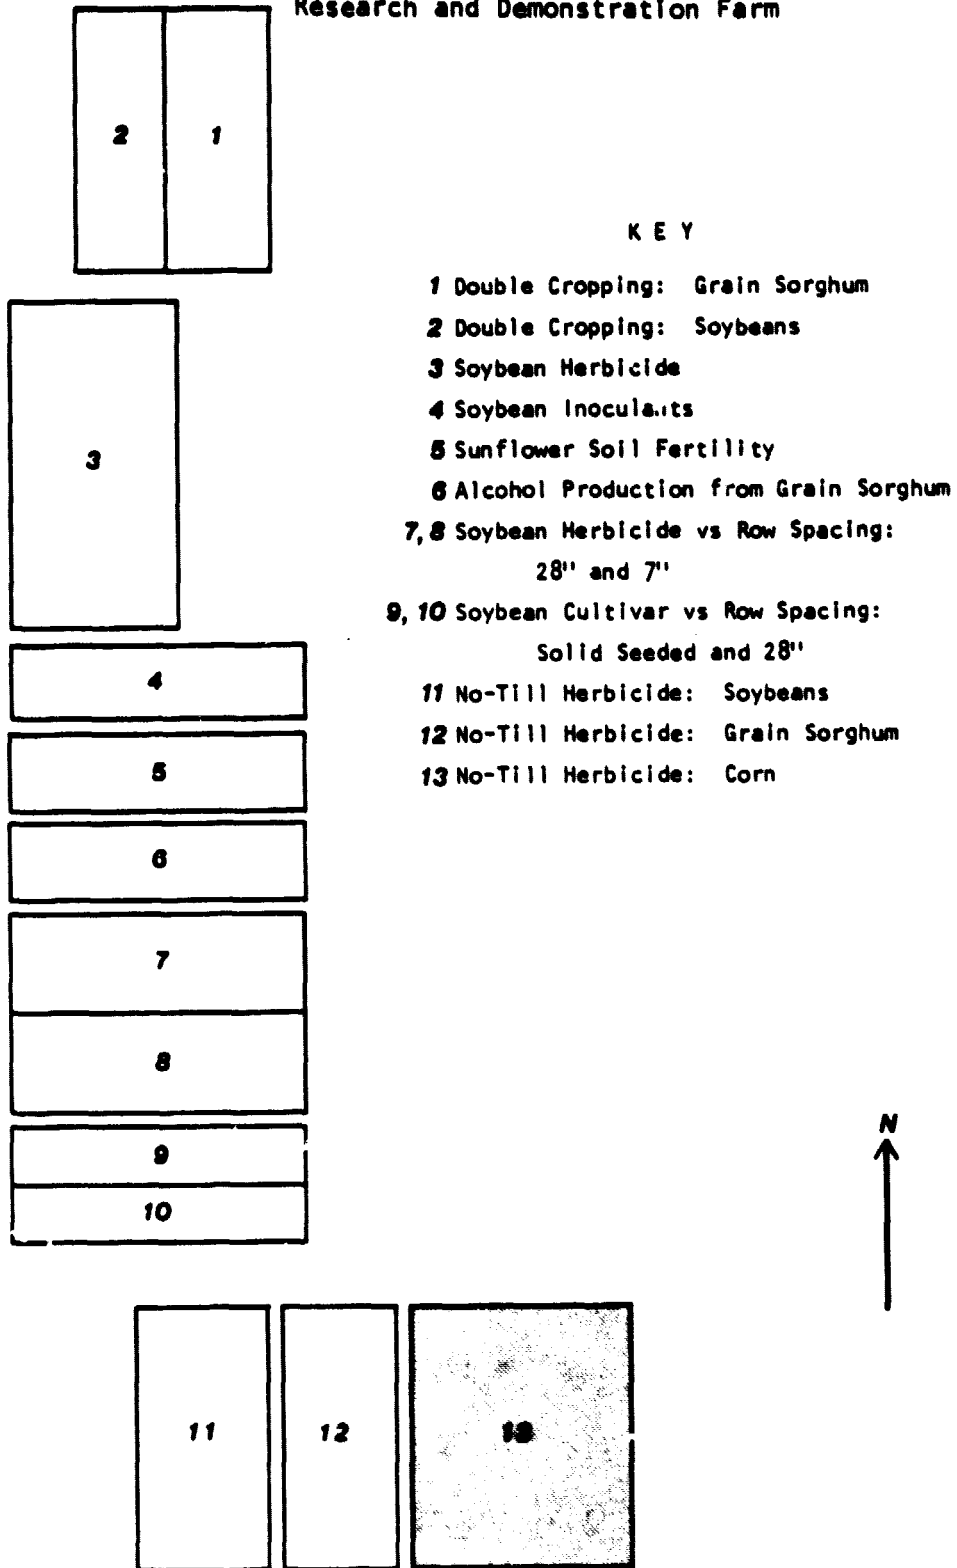 Research and Demonstration Farm
2 1
K E Y
1 Double Cropping: Grain Sorghum
2 Double Cropping: Soybeans
3 Soybean Herbicide
4 Soybean
5 Sunflower Soil Fertility
6 Alcohol Production from Grain Sorghum
7, 8 Soybean Herbicide vs Row Spacing:
28" and 7"
9, 10 Soybean Cultivar vs Row Spacing:
Solid Seeded and 28"
11 No-Till Herbicide: Soybeans
12 No-Till Herbicide: Grain Sorghum
13 No-Till Herbicide: Corn
3
4
5
6
7
8
9
10
N
11 12 13